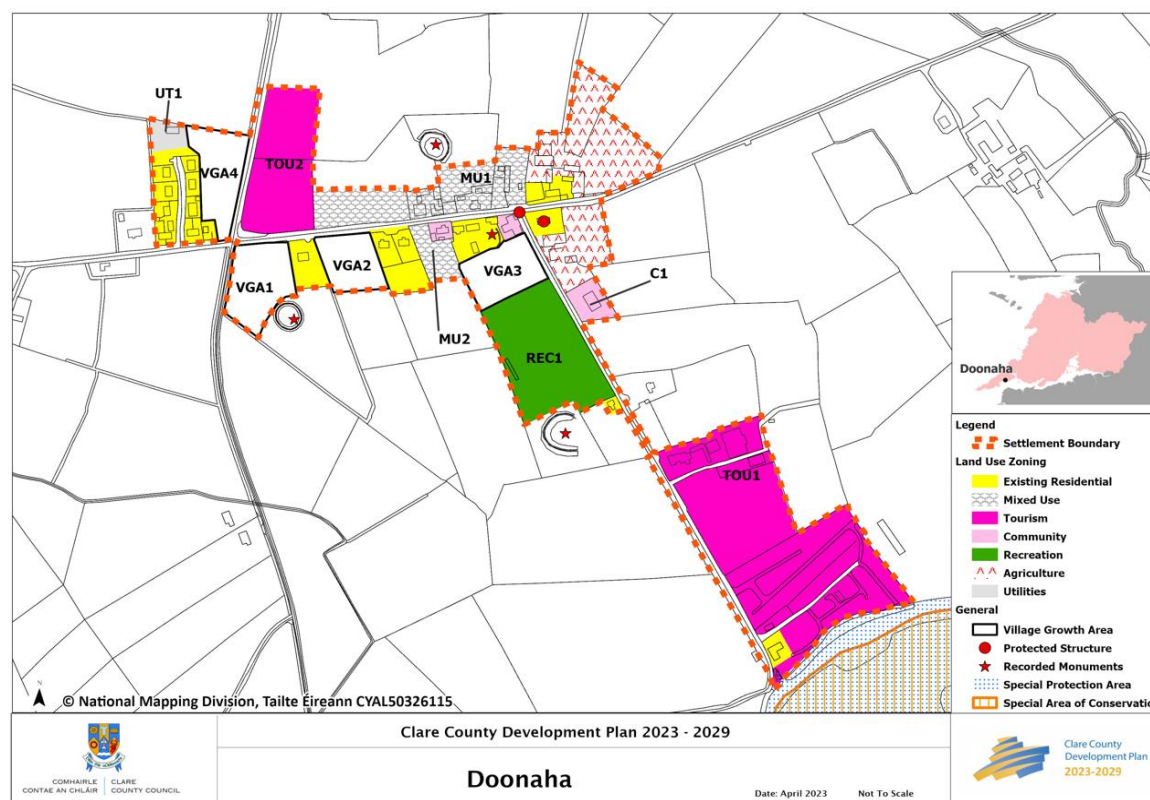 UT1
VGA4
TOU2
MU1
VGA2
VGA3
VGA1
C1
MU2
REC1
TOU1
Doonaha
Legend
Settlement Boundary
Land Use Zoning
Existing Residential
Mixed Use
Tourism
Community
Recreation
Agriculture
Utilities
General
Village Growth Area
Protected Structure
Recorded Monuments
Special Protection Area
Special Area of Conservatio
N
© National Mapping Division, Tailte Éireann CYAL50326115
COMHAIRLE CONTAE AN CHLÁIR
CLARE COUNTY COUNCIL
Clare County Development Plan 2023 - 2029
Doonaha
Date: April 2023 Not To Scale
Clare County
Development Plan
2023-2029